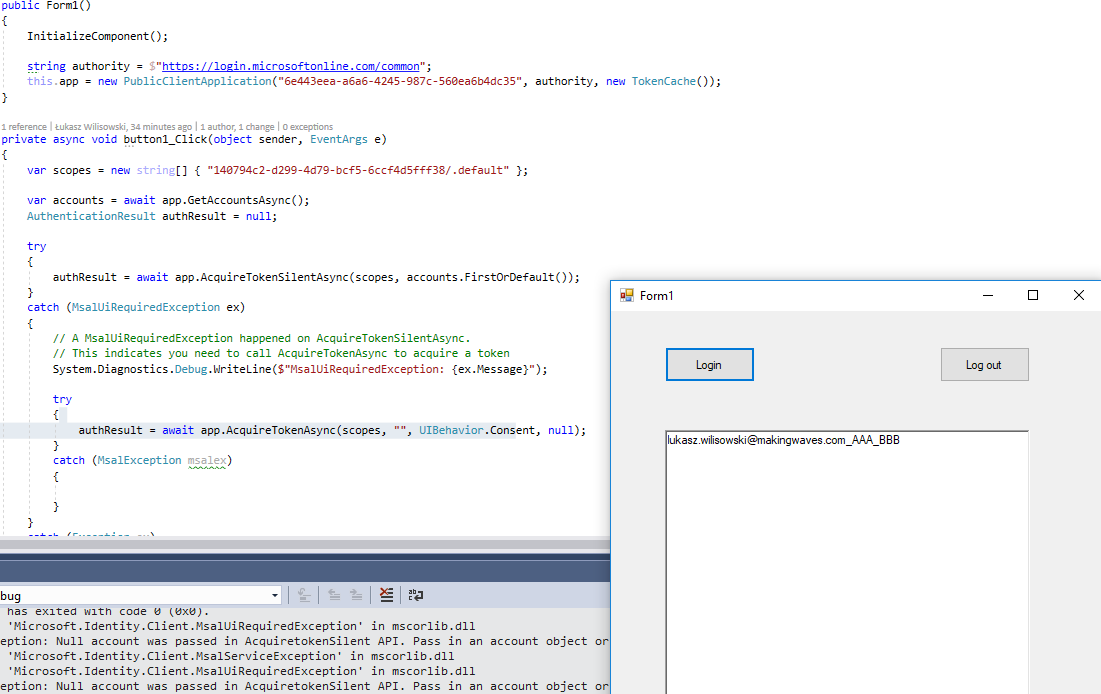 public Form1()
{
InitializeComponent();
string authority = $"https://login.microsoftonline.com/common";
this.app = new PublicClientApplication("6e443eea-a6a6-4245-987c-560ea6b4dc35", authority, new TokenCache());
}
1 reference | Łukasz Wilisowski, 34 minutes ago | 1 author, 1 change | 0 exceptions
private async void button1_Click(object sender, EventArgs e)
{
var scopes = new string[] { "140794c2-d299-4d79-bcf5-6ccf4d5fff38/.default" };
var accounts = await app.GetAccountsAsync();
AuthenticationResult authResult = null;
try
{
authResult = await app.AcquireTokenSilentAsync(scopes, accounts.FirstOrDefault());
}
catch (MsalUiRequiredException ex)
{
// A MsalUiRequiredException happened on AcquireTokenSilentAsync.
// This indicates you need to call AcquireTokenAsync to acquire a token
System.Diagnostics.Debug.WriteLine($"MsalUiRequiredException: {ex.Message}");
try
{
authResult = await app.AcquireTokenAsync(scopes, "", UIBehavior.Consent, null);
}
catch (MsalException msalex)
{
}
}
catch (Exception ex)
Form1
Login
Log out
lukasz.wilisowski@makingwaves.com_AAA_BBB
bug
has exited with code 0 (0x0).
'Microsoft.Identity.Client.MsalUiRequiredException' in mscorlib.dll
eption: Null account was passed in AcquiretokenSilent API. Pass in an account object or
'Microsoft.Identity.Client.MsalServiceException' in mscorlib.dll
'Microsoft.Identity.Client.MsalUiRequiredException' in mscorlib.dll
eption: Null account was passed in AcquiretokenSilent API. Pass in an account object or